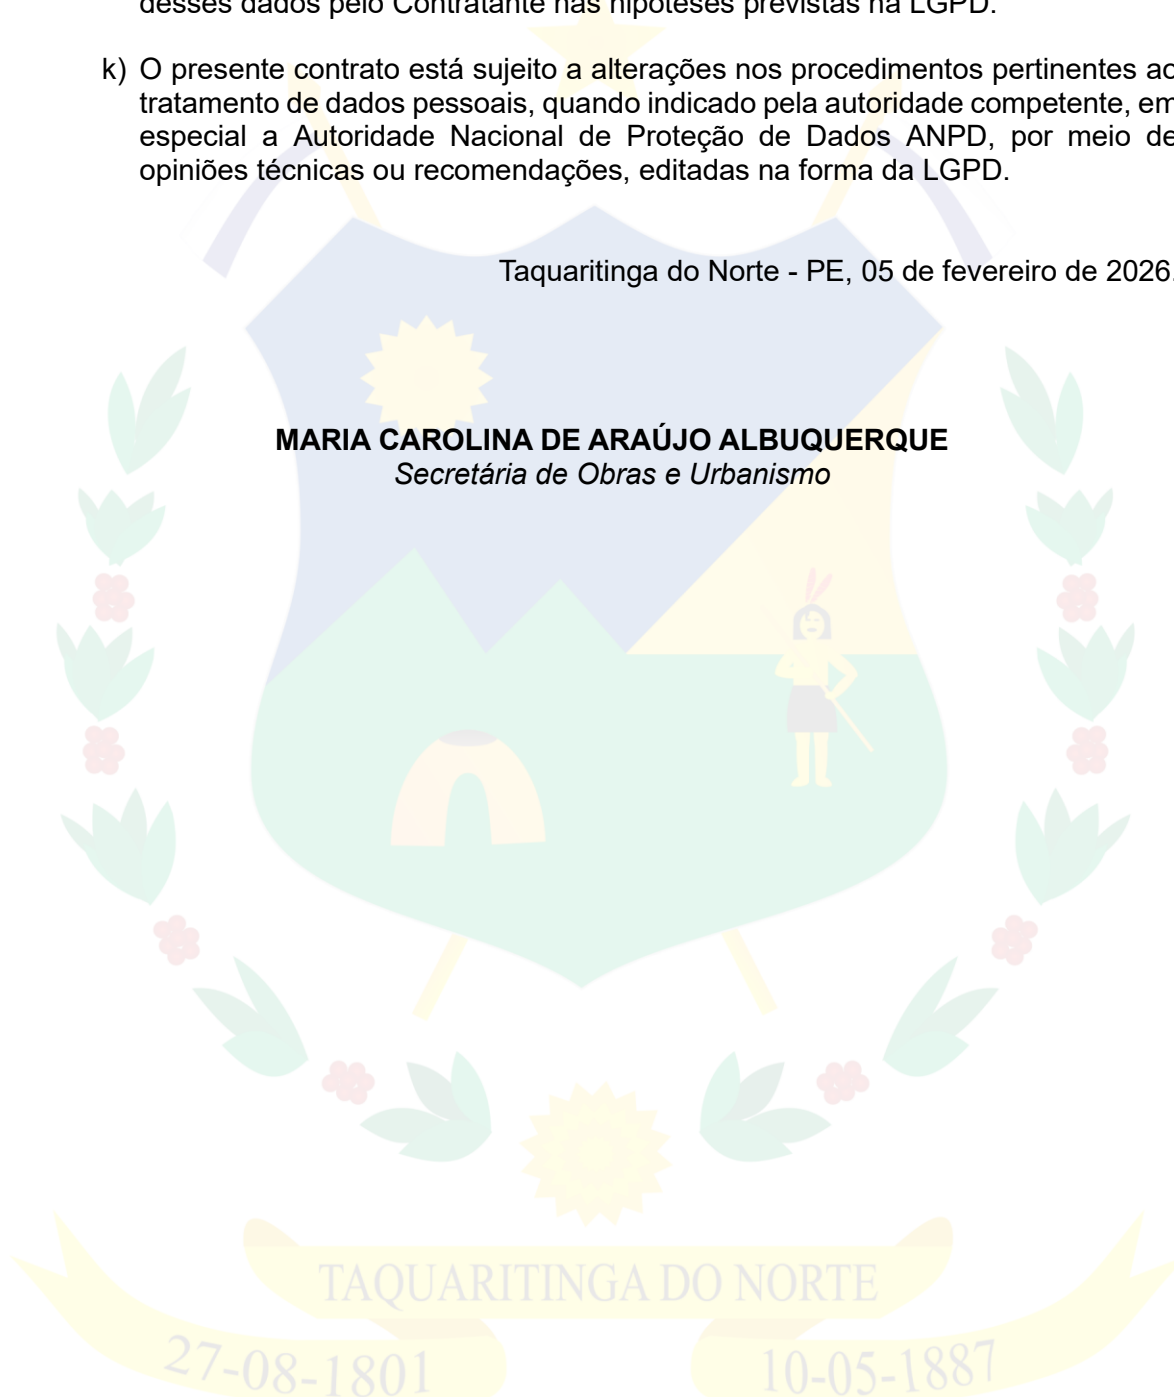 desses dados pelo Contratante nas hipóteses previstas na LGPD.
k) O presente contrato está sujeito a alterações nos procedimentos pertinentes ao
tratamento de dados pessoais, quando indicado pela autoridade competente, em
especial a Autoridade Nacional de Proteção de Dados ANPD, por meio de
opiniões técnicas ou recomendações, editadas na forma da LGPD.
Taquaritinga do Norte - PE, 05 de fevereiro de 2026.
MARIA CAROLINA DE ARAÚJO ALBUQUERQUE
Secretária de Obras e Urbanismo
TAQUARITINGA DO NORTE
27-08-1801
10-05-1887